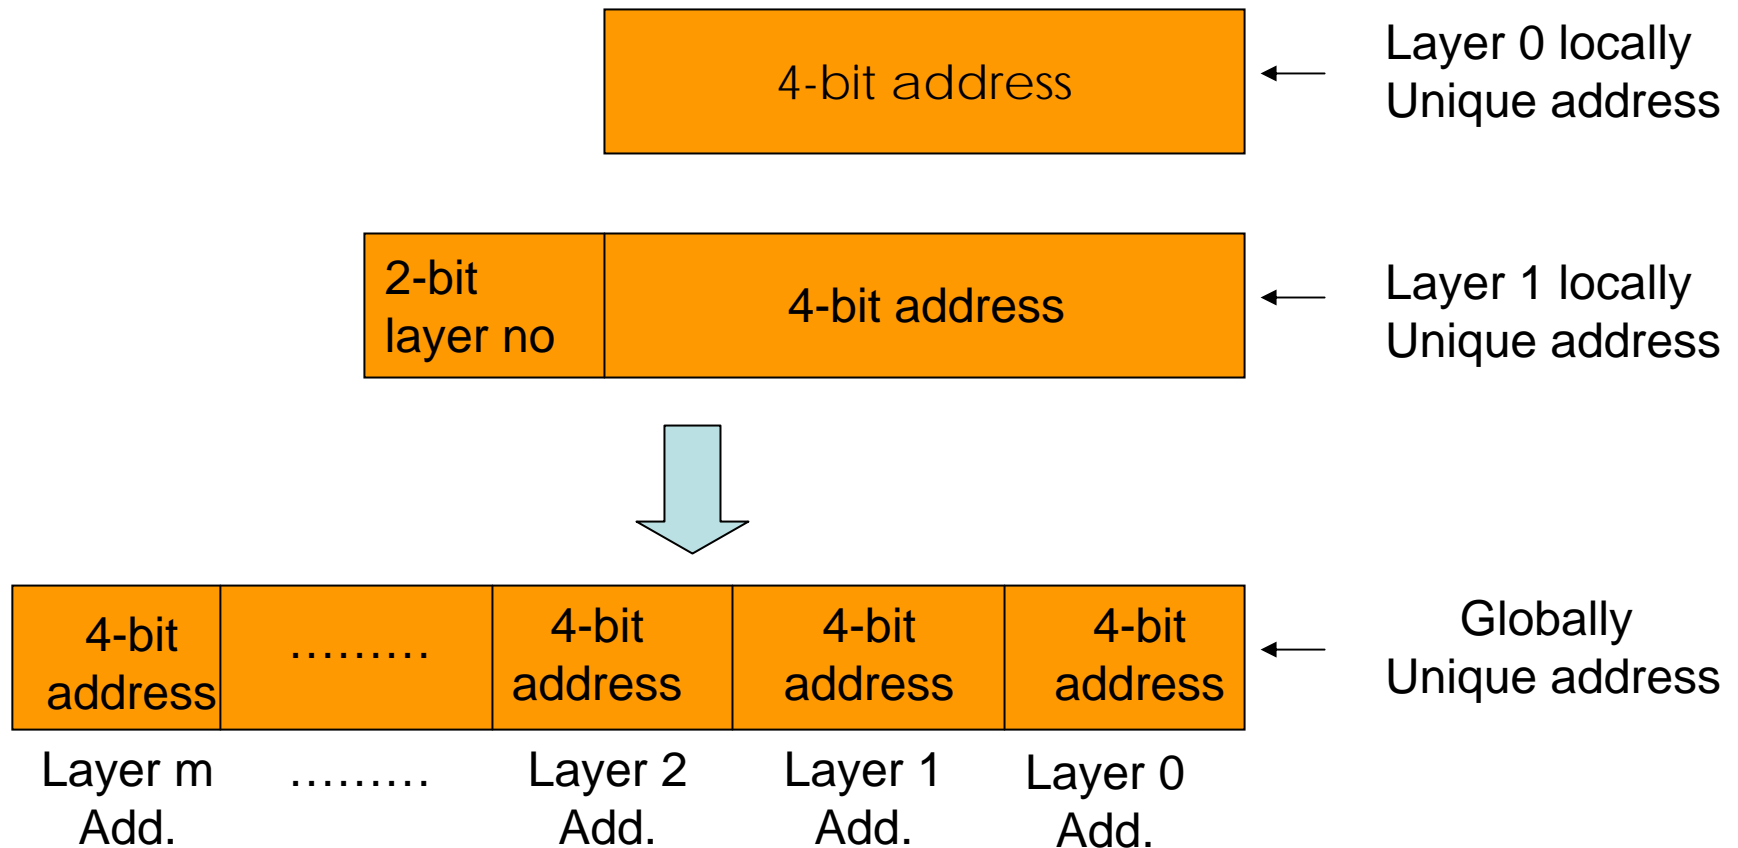 4-bit address
Layer 0 locally
Unique address
2-bit
layer no
4-bit address
Layer 1 locally
Unique address
4-bit
address
.........
4-bit
address
4-bit
address
4-bit
address
Globally
Unique address
Layer m
Add.
.........
Layer 2
Add.
Layer 1
Add.
Layer 0
Add.